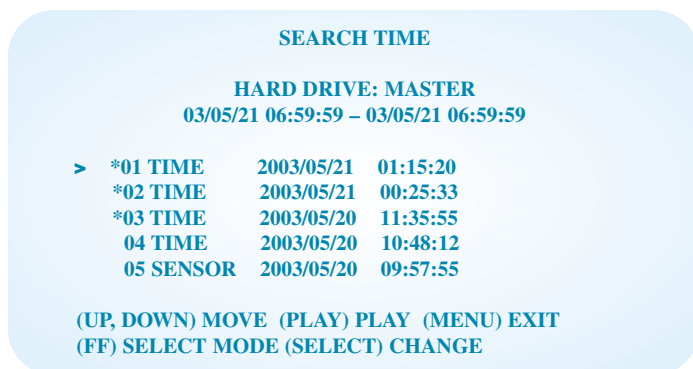 SEARCH TIME
HARD DRIVE: MASTER
03/05/21 06:59:59 – 03/05/21 06:59:59
> *01 TIME 2003/05/21 01:15:20
*02 TIME 2003/05/21 00:25:33
*03 TIME 2003/05/20 11:35:55
04 TIME 2003/05/20 10:48:12
05 SENSOR 2003/05/20 09:57:55
(UP, DOWN) MOVE (PLAY) PLAY (MENU) EXIT
(FF) SELECT MODE (SELECT) CHANGE